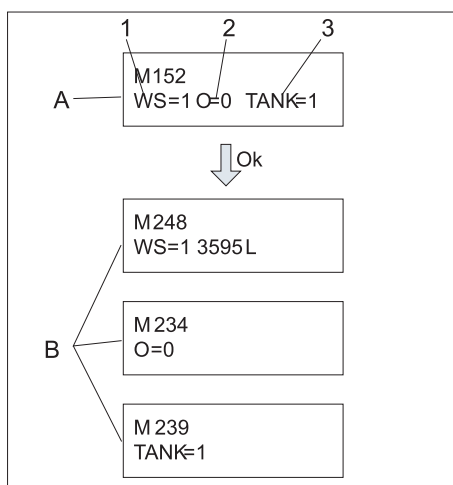 1 2 3
M152
A
WS=1 O=0 TANK=1
Ok
M248
WS=1 3595L
M234
B
O=0
M239
TANK=1